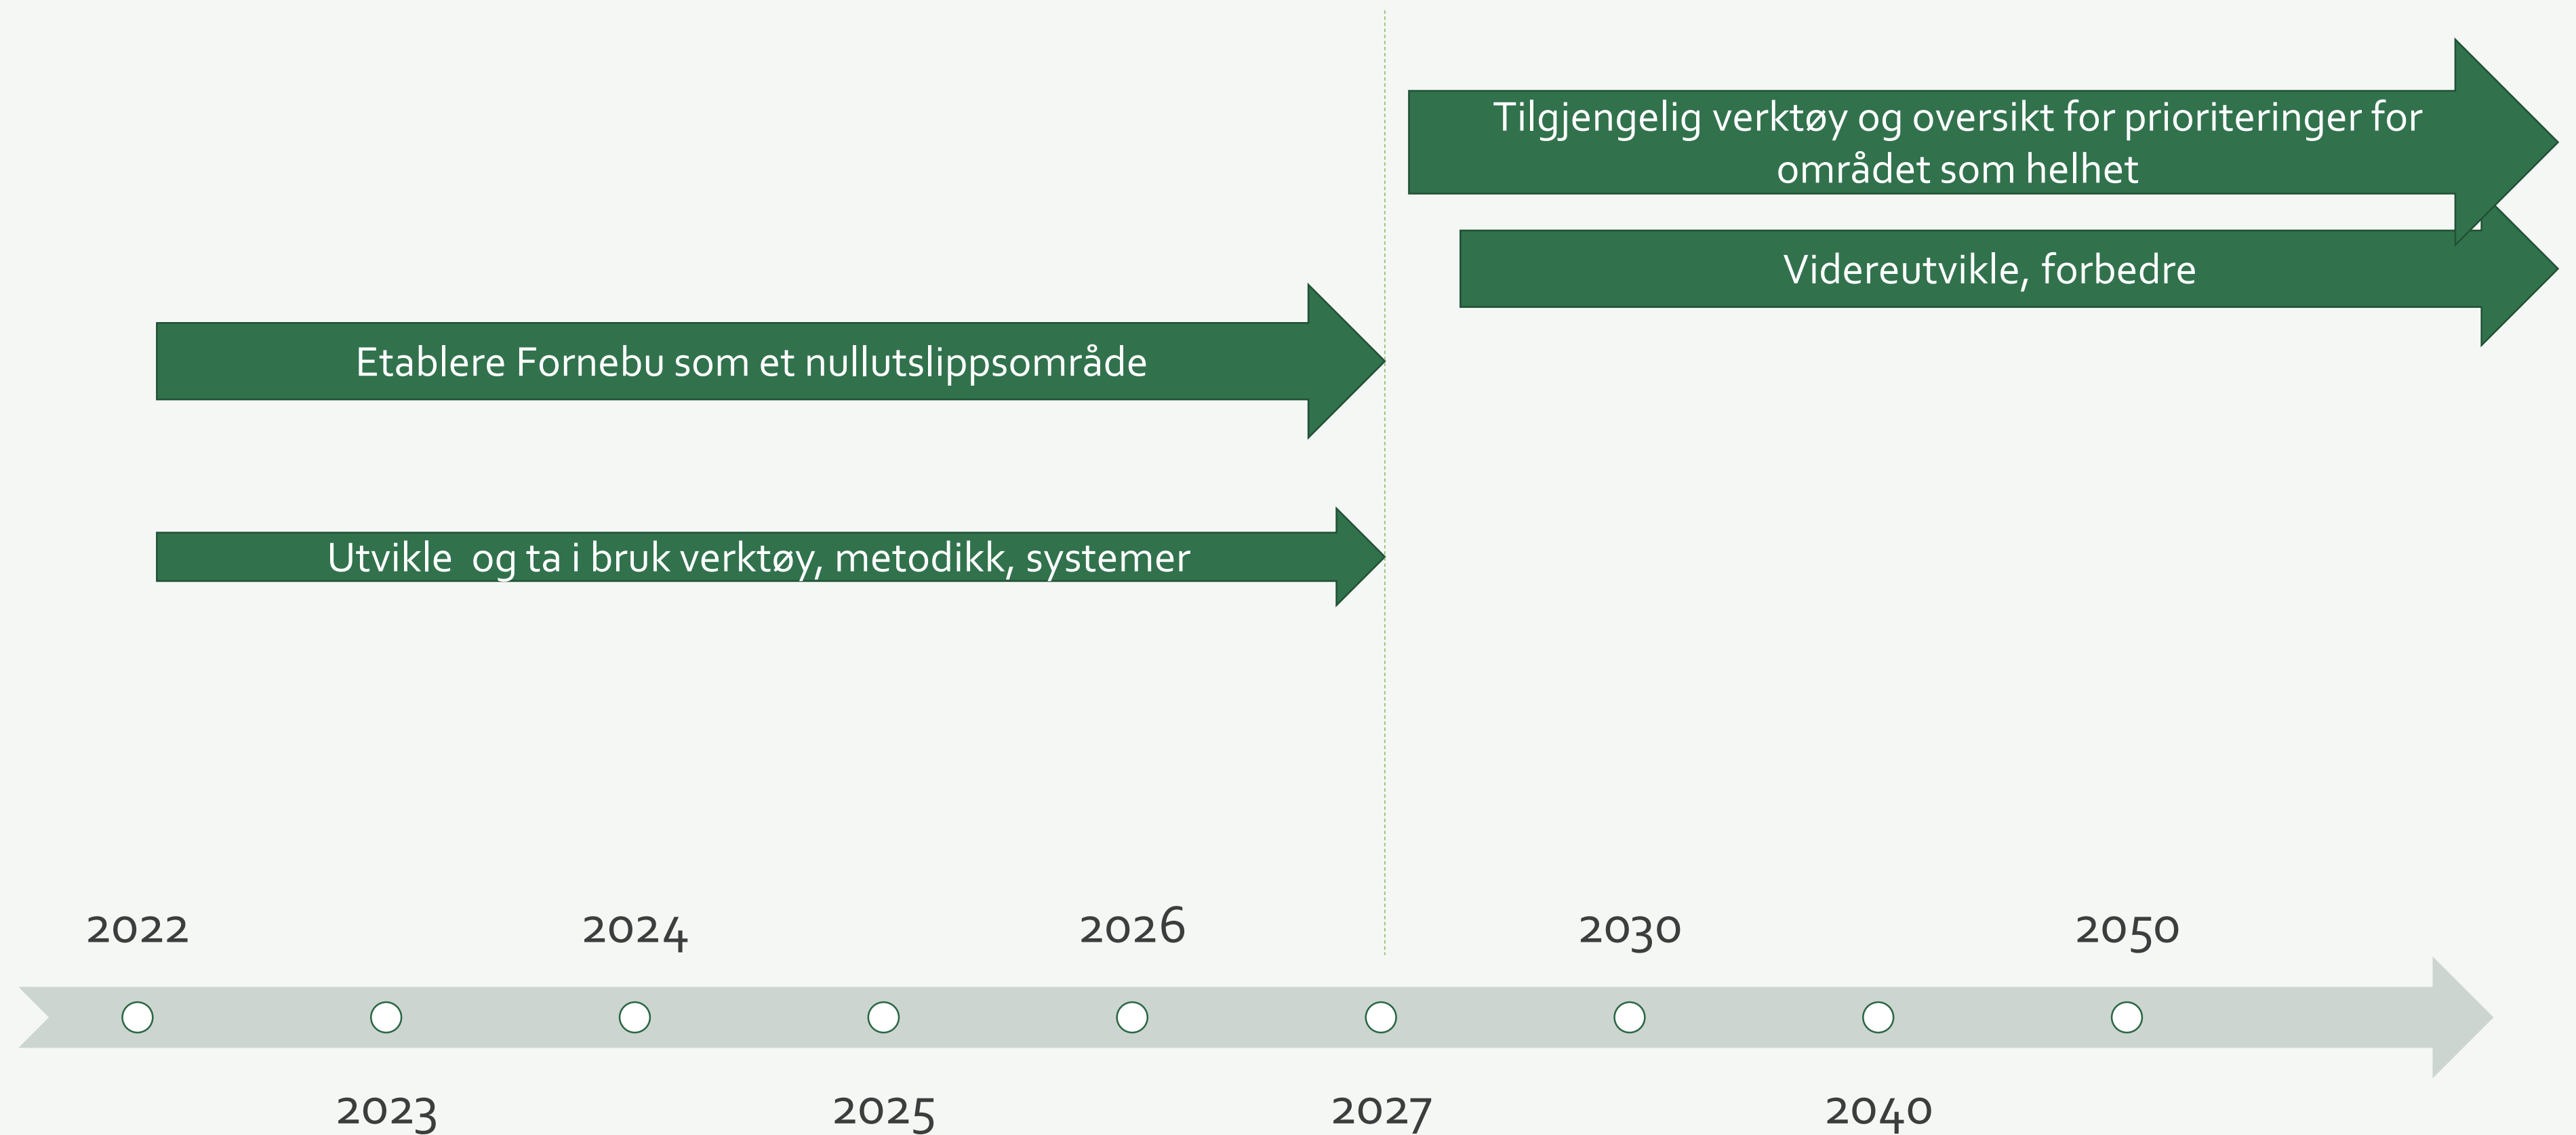 Tilgjengelig verktøy og oversikt for prioriteringer for
området som helhet
Videreutvikle, forbedre
Etablere Fornebu som et nullutslippsområde
Utvikle  og ta i bruk verktøy, metodikk, systemer
2022
2024
2026
2030
2050
2023
2025
2027
2040